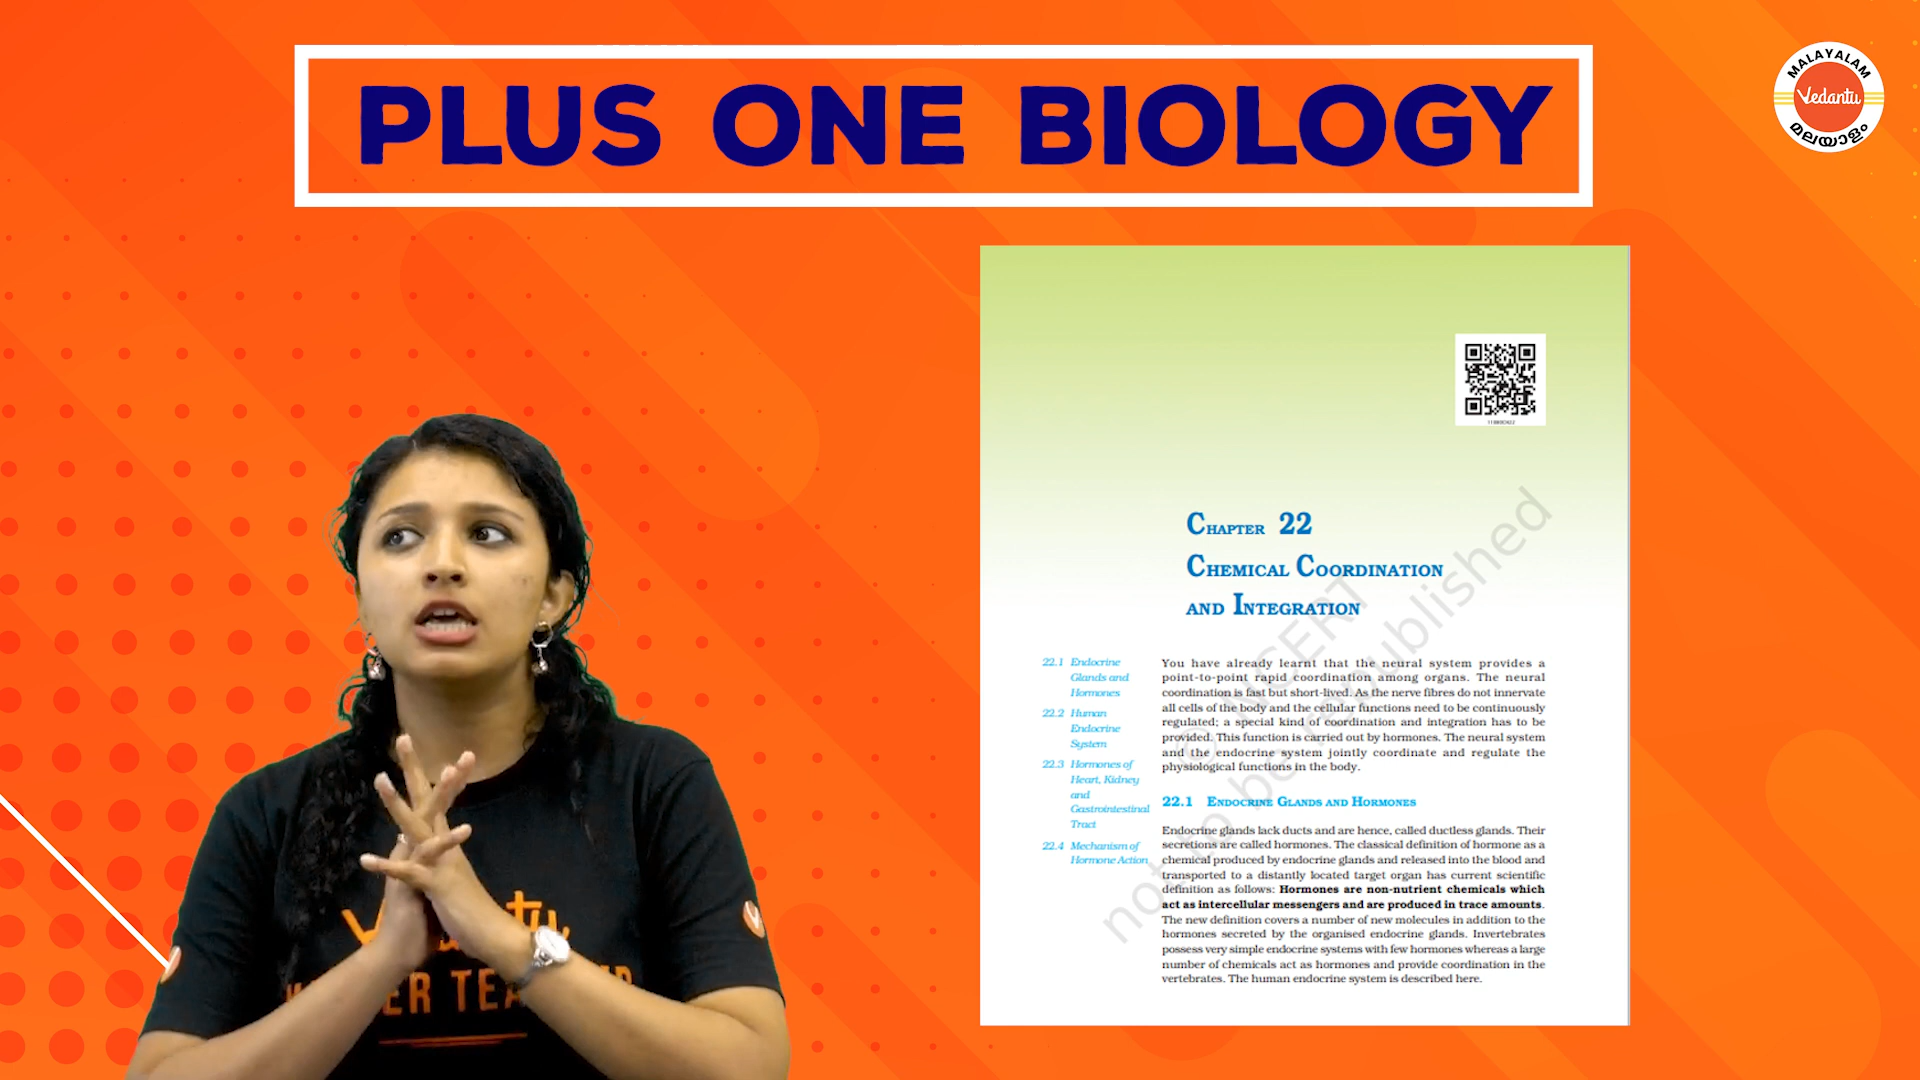 PLUS ONE BIOLOGY
MALAYALAM
Vedantu
മലയാളം
CHAPTER 22
CHEMICAL COORDINATION
AND INTEGRATION
22.1 Endocrine
Glands and
Hormones
22.2 Human
Endocrine
System
22.3 Hormones of
Heart, Kidney
and
Gastrointestinal
Tract
22.4 Mechanism of
Hormone Action
You have already learnt that the neural system provides a
point-to-point rapid coordination among organs. The neural
coordination is fast but short-lived. As the nerve fibres do not innervate
all cells of the body and the cellular functions need to be continuously
regulated; a special kind of coordination and integration has to be
provided. This function is carried out by hormones. The neural system
and the endocrine system jointly coordinate and regulate the
physiological functions in the body.
22.1 ENDOCRINE GLANDS AND HORMONES
Endocrine glands lack ducts and are hence, called ductless glands. Their
secretions are called hormones. The classical definition of hormone as a
chemical produced by endocrine glands and released into the blood and
transported to a distantly located target organ has current scientific
definition as follows: Hormones are non-nutrient chemicals which
act as intercellular messengers and are produced in trace amounts.
The new definition covers a number of new molecules in addition to the
hormones secreted by the organised endocrine glands. Invertebrates
possess very simple endocrine systems with few hormones whereas a large
number of chemicals act as hormones and provide coordination in the
vertebrates. The human endocrine system is described here.
© NCERT
not to be republished